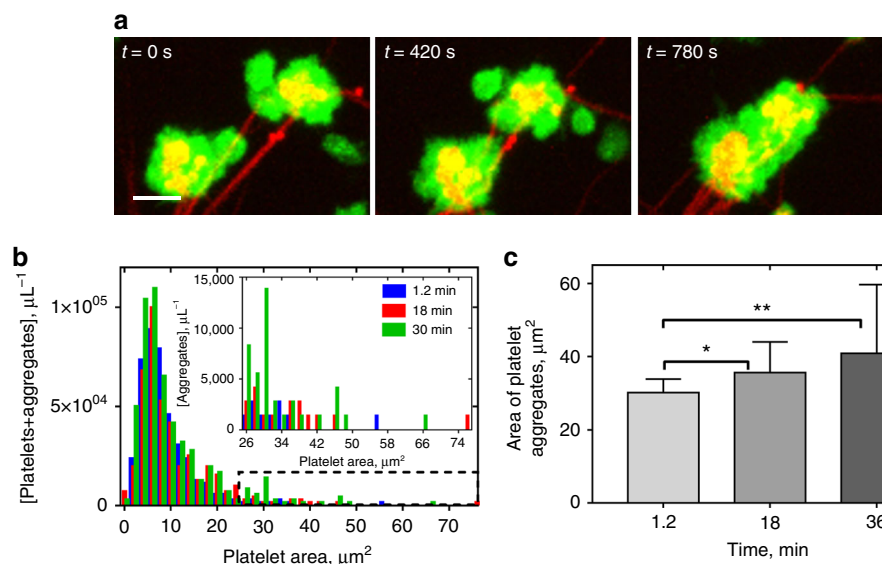 a
t = 0 s
t = 420 s
t = 780 s
b
[Platelets+aggregates], μL⁻¹
1×10⁰⁵
5×10⁰⁴
0
0 10 20 30 40 50 60 70
Platelet area, μm²
[Aggregates], μL⁻¹
15,000
10,000
5,000
0
26 34 42 50 58 66 74
Platelet area, μm²
1.2 min
18 min
30 min
c
Area of platelet
aggregates, μm²
60
40
20
0
*
**
1.2 18 36
Time, min